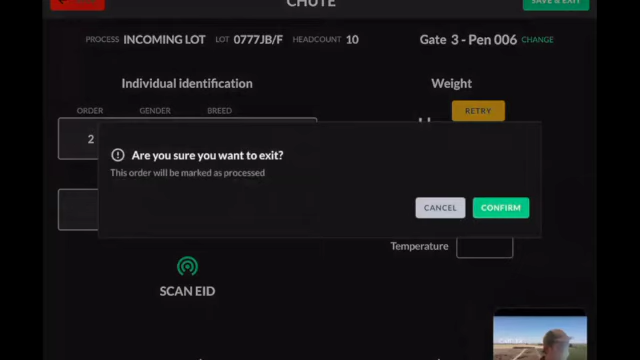 CHUTE
SAVE & EXIT
PROCESS INCOMING LOT LOT 0777JB/F HEADCOUNT 10 Gate 3 - Pen 006 CHANGE
Individual identification Weight
ORDER GENDER BREED RETRY
2
Are you sure you want to exit?
This order will be marked as processed
CANCEL CONFIRM
Temperature
SCAN EID